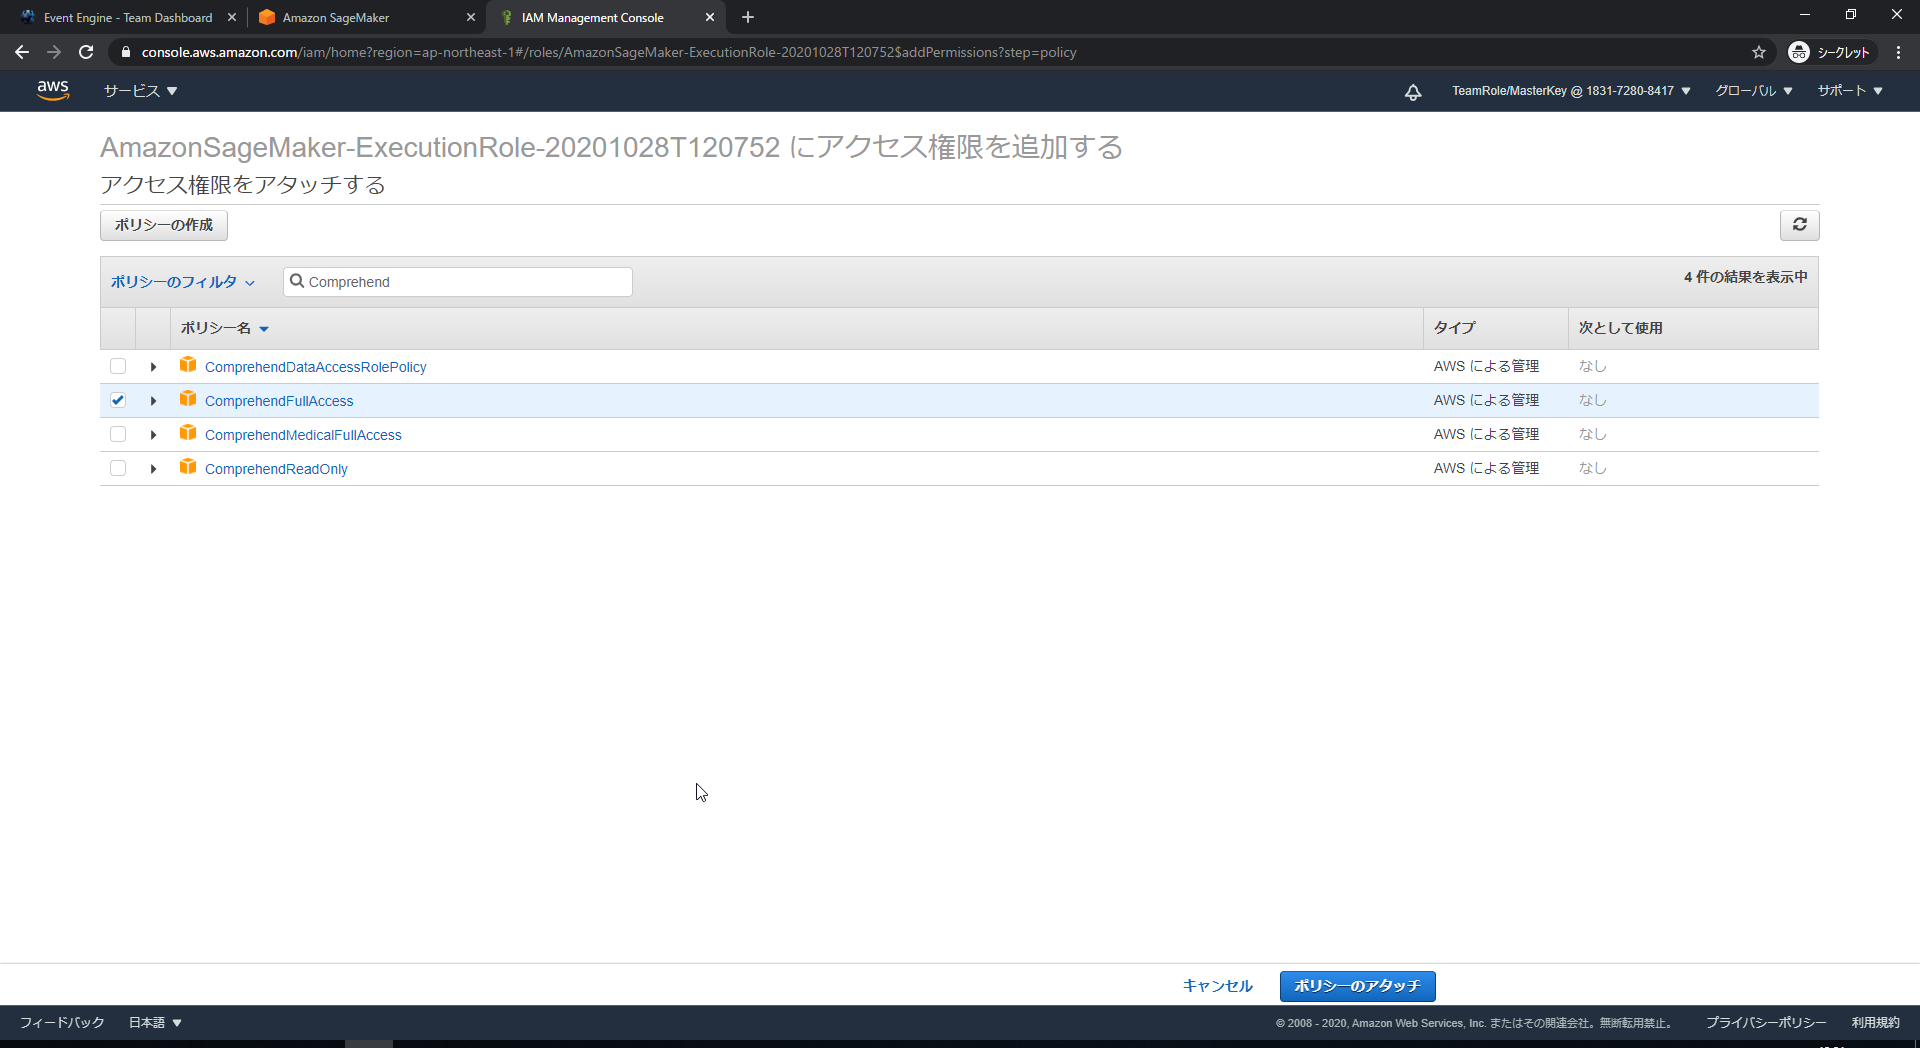 Event Engine - Team Dashboard
Amazon SageMaker
IAM Management Console
console.aws.amazon.com/iam/home?region=ap-northeast-1#/roles/AmazonSageMaker-ExecutionRole-20201028T120752$addPermissions?step=policy
シークレット
aws
サービス
TeamRole/MasterKey @ 1831-7280-8417
グローバル
サポート
AmazonSageMaker-ExecutionRole-20201028T120752 にアクセス権限を追加する
アクセス権限をアタッチする
ポリシーの作成
ポリシーのフィルタ
Comprehend
4 件の結果を表示中
ポリシー名 タイプ 次として使用
ComprehendDataAccessRolePolicy AWS による管理 なし
ComprehendFullAccess AWS による管理 なし
ComprehendMedicalFullAccess AWS による管理 なし
ComprehendReadOnly AWS による管理 なし
キャンセル
ポリシーのアタッチ
フィードバック
日本語
© 2008 - 2020, Amazon Web Services, Inc. またはその関連会社。無断転用禁止。
プライバシーポリシー
利用規約